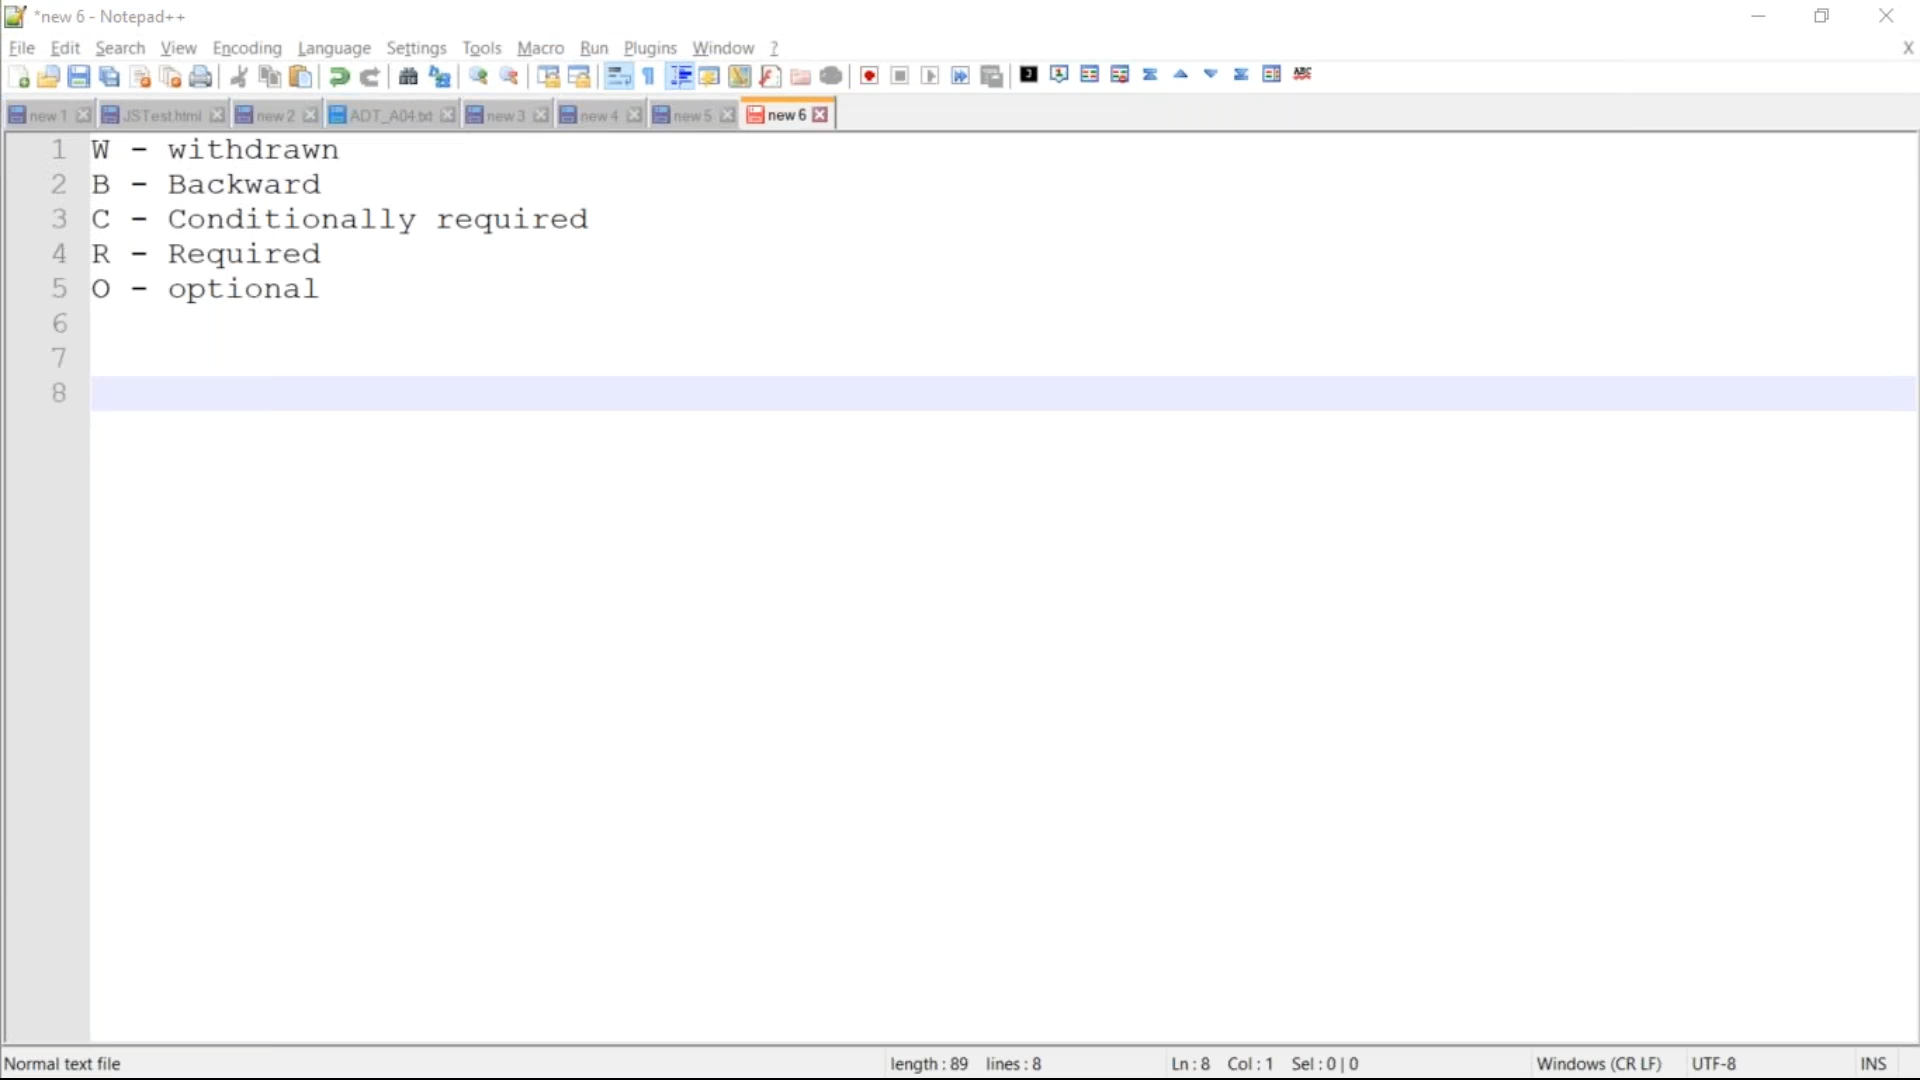 *new 6 - Notepad++
File Edit Search View Encoding Language Settings Tools Macro Run Plugins Window ? X
new 1 JSTest.html new 2 ADT_A04.txt new 3 new 4 new 5 new 6
1 W - withdrawn
2 B - Backward
3 C - Conditionally required
4 R - Required
5 O - optional
6
7
8
Normal text file length : 89 lines : 8 Ln : 8 Col : 1 Sel : 0 | 0 Windows (CR LF) UTF-8 INS